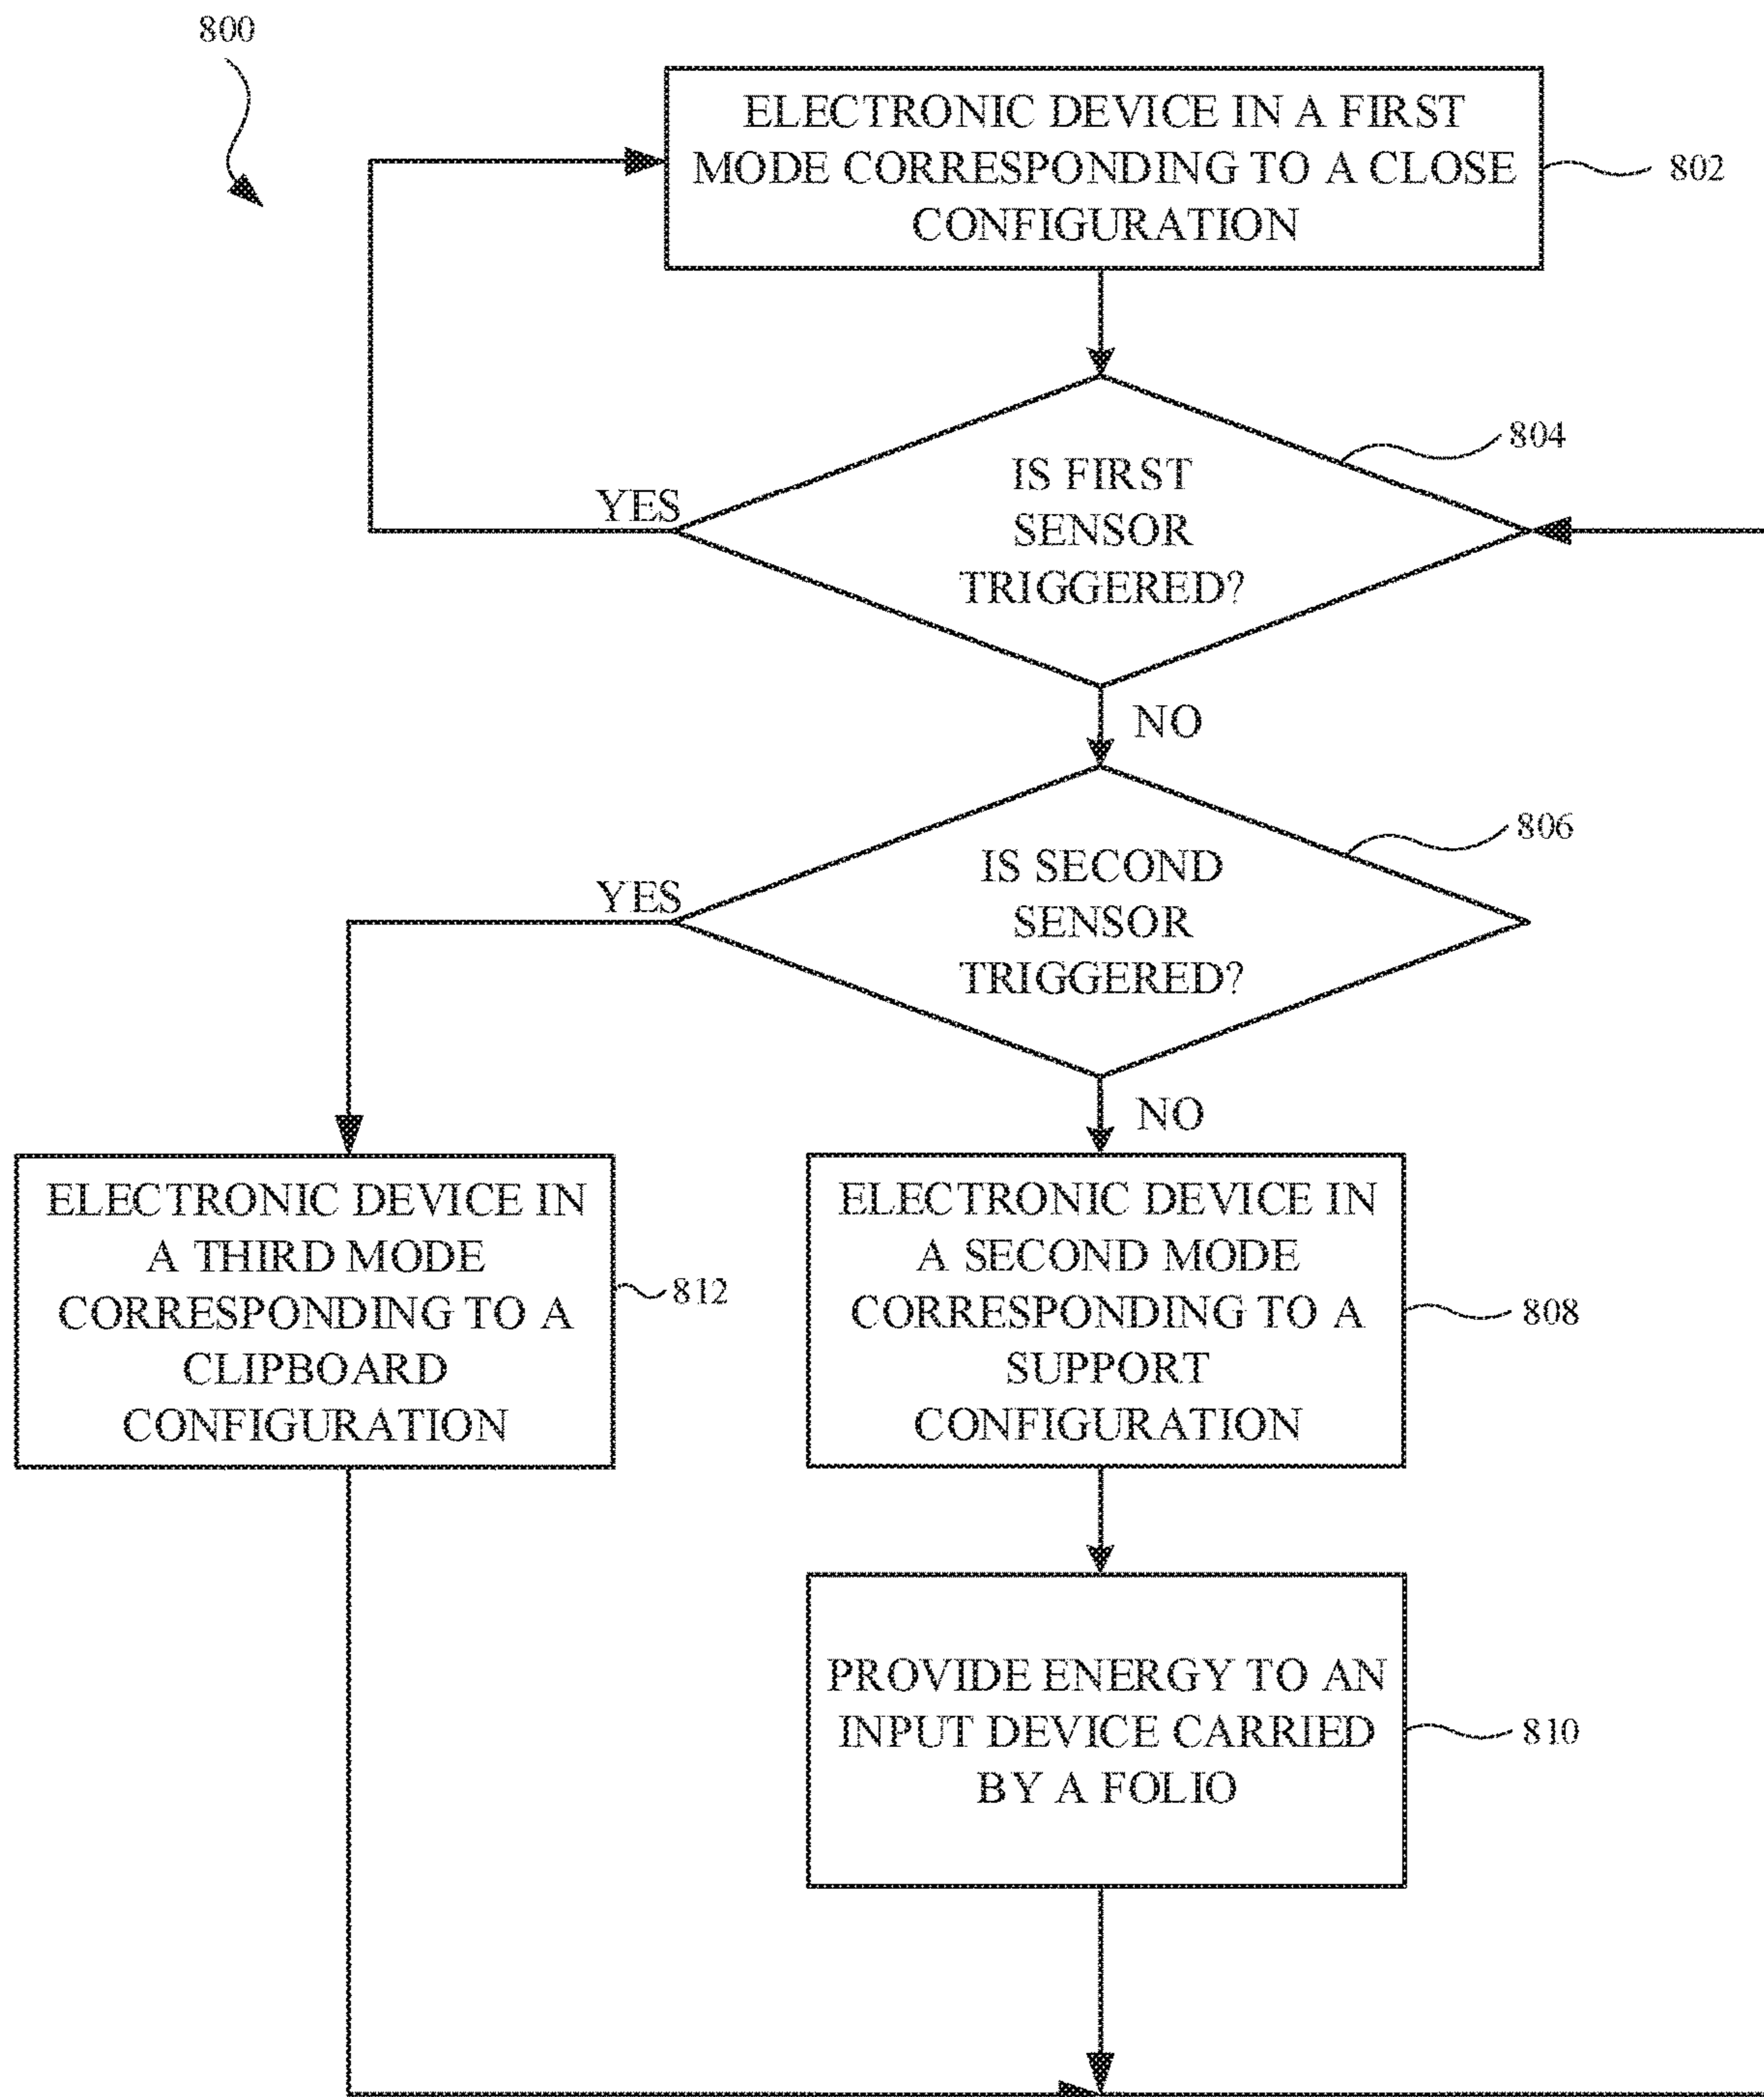 800
ELECTRONIC DEVICE IN A FIRST
MODE CORRESPONDING TO A CLOSE
CONFIGURATION
802
804
IS FIRST
SENSOR
TRIGGERED?
YES
NO
806
IS SECOND
SENSOR
TRIGGERED?
YES
NO
ELECTRONIC DEVICE IN
A THIRD MODE
CORRESPONDING TO A
CLIPBOARD
CONFIGURATION
812
ELECTRONIC DEVICE IN
A SECOND MODE
CORRESPONDING TO A
SUPPORT
CONFIGURATION
808
PROVIDE ENERGY TO AN
INPUT DEVICE CARRIED
BY A FOLIO
810